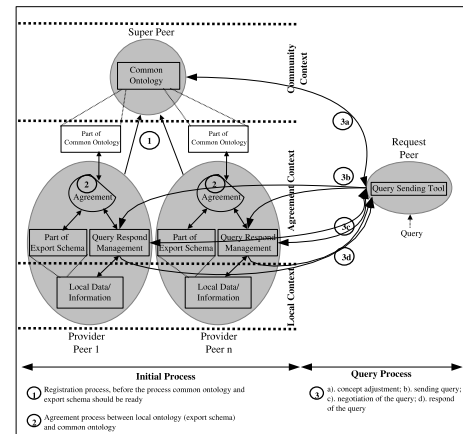 Super Peer
Common
Ontology
Community
Context
Part of
Common Ontology
Part of
Common Ontology
1
3a
Request
Peer
2
Agreement
2
Agreement
Agreement Context
3b
Query Sending Tool
Query
3c
Part of
Export Schema
Query Respond
Management
Part of
Export Schema
Query Respond
Management
3d
Local Data/
Information
Local Data/
Information
Local Context
Provider
Peer 1
Provider
Peer n
Initial Process
Query Process
1 Registration process, before the process common ontology and
export schema should be ready
2 Agreement process between local ontology (export schema)
and common ontology
3 a). concept adjustment; b). sending query;
c). negotiation of the query; d). respond
of the query